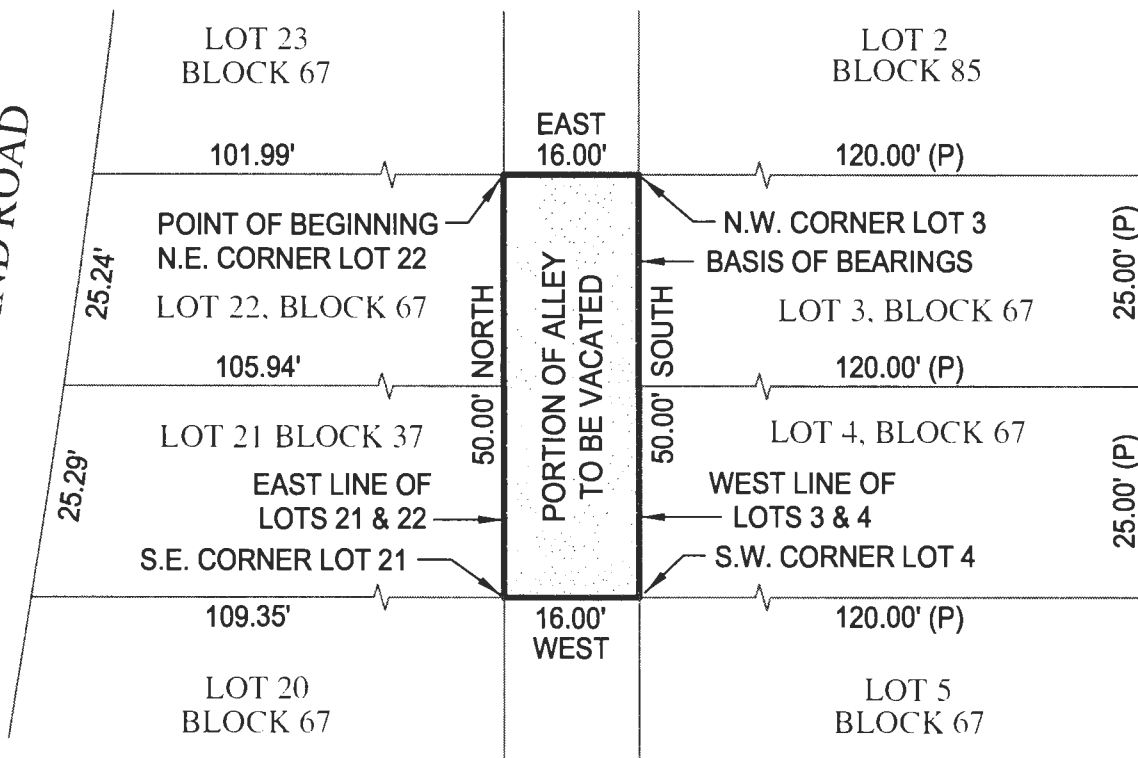 LOT 23
BLOCK 67
LOT 2
BLOCK 85
ROAD
EAST
101.99'
16.00'
120.00' (P)
POINT OF BEGINNING
N.E. CORNER LOT 22
N.W. CORNER LOT 3
BASIS OF BEARINGS
25.24'
LOT 22, BLOCK 67
50.00' NORTH
PORTION OF ALLEY
TO BE VACATED
50.00' SOUTH
LOT 3, BLOCK 67
25.00' (P)
105.94'
120.00' (P)
LOT 21 BLOCK 37
LOT 4, BLOCK 67
25.29'
EAST LINE OF
LOTS 21 & 22
WEST LINE OF
LOTS 3 & 4
25.00' (P)
S.E. CORNER LOT 21
S.W. CORNER LOT 4
109.35'
16.00'
WEST
120.00' (P)
LOT 20
BLOCK 67
LOT 5
BLOCK 67